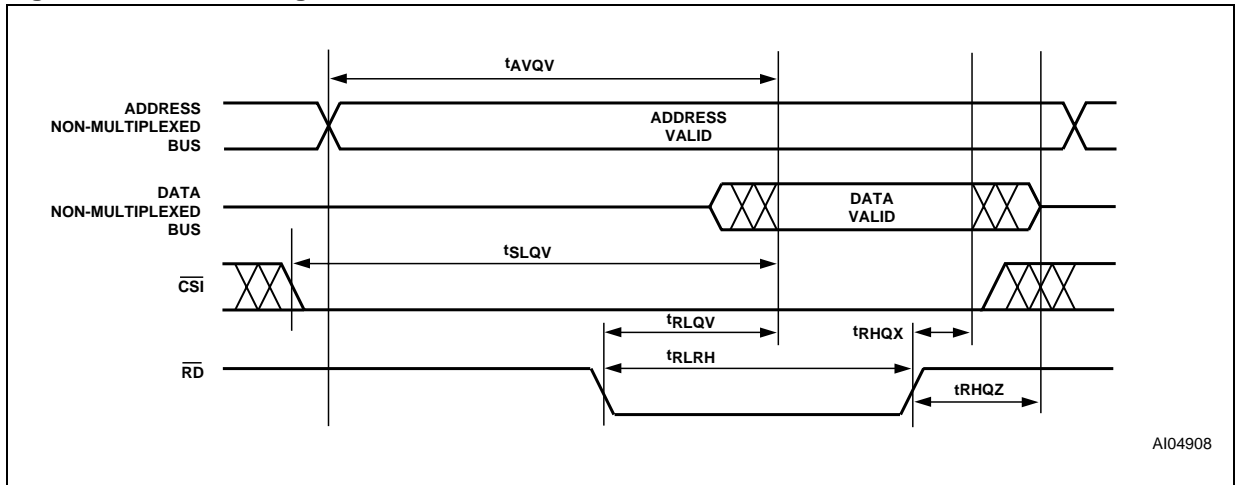 tAVQV
ADDRESS
NON-MULTIPLEXED
BUS
ADDRESS
VALID
DATA
NON-MULTIPLEXED
BUS
DATA
VALID
tSLQV
CSI
tRLQV
tRHQX
tRLRH
RD
tRHQZ
AI04908